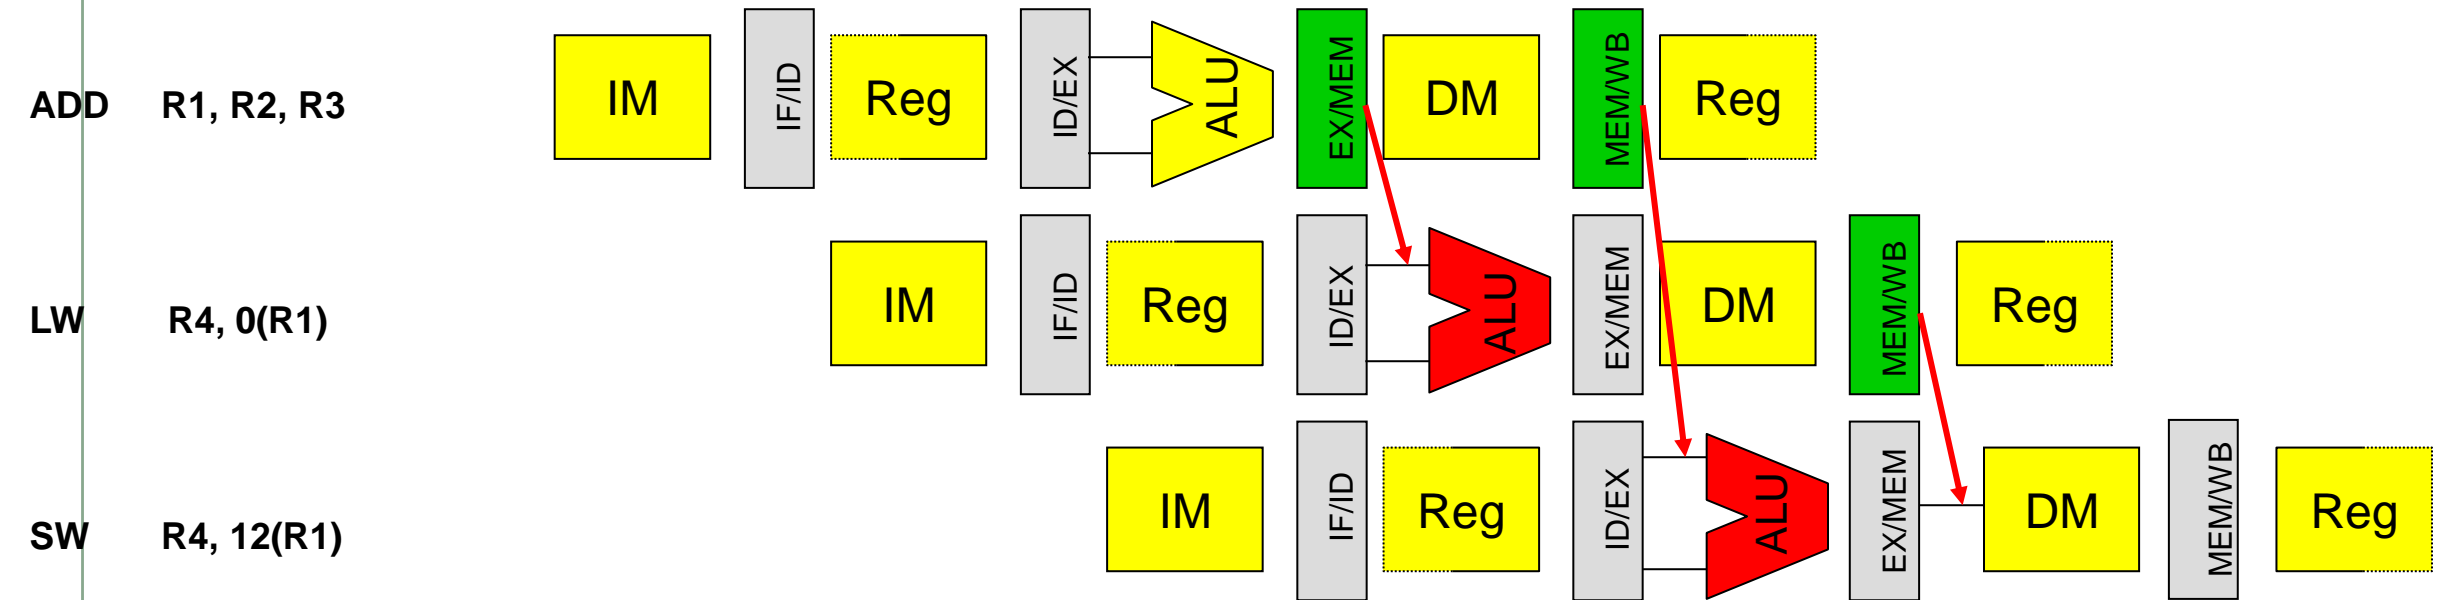 ADD R1, R2, R3 IM IF/ID Reg ID/EX ALU EX/MEM DM MEM/WB Reg
LW R4, 0(R1) IM IF/ID Reg ID/EX ALU EX/MEM DM MEM/WB Reg
SW R4, 12(R1) IM IF/ID Reg ID/EX ALU EX/MEM DM MEM/WB Reg